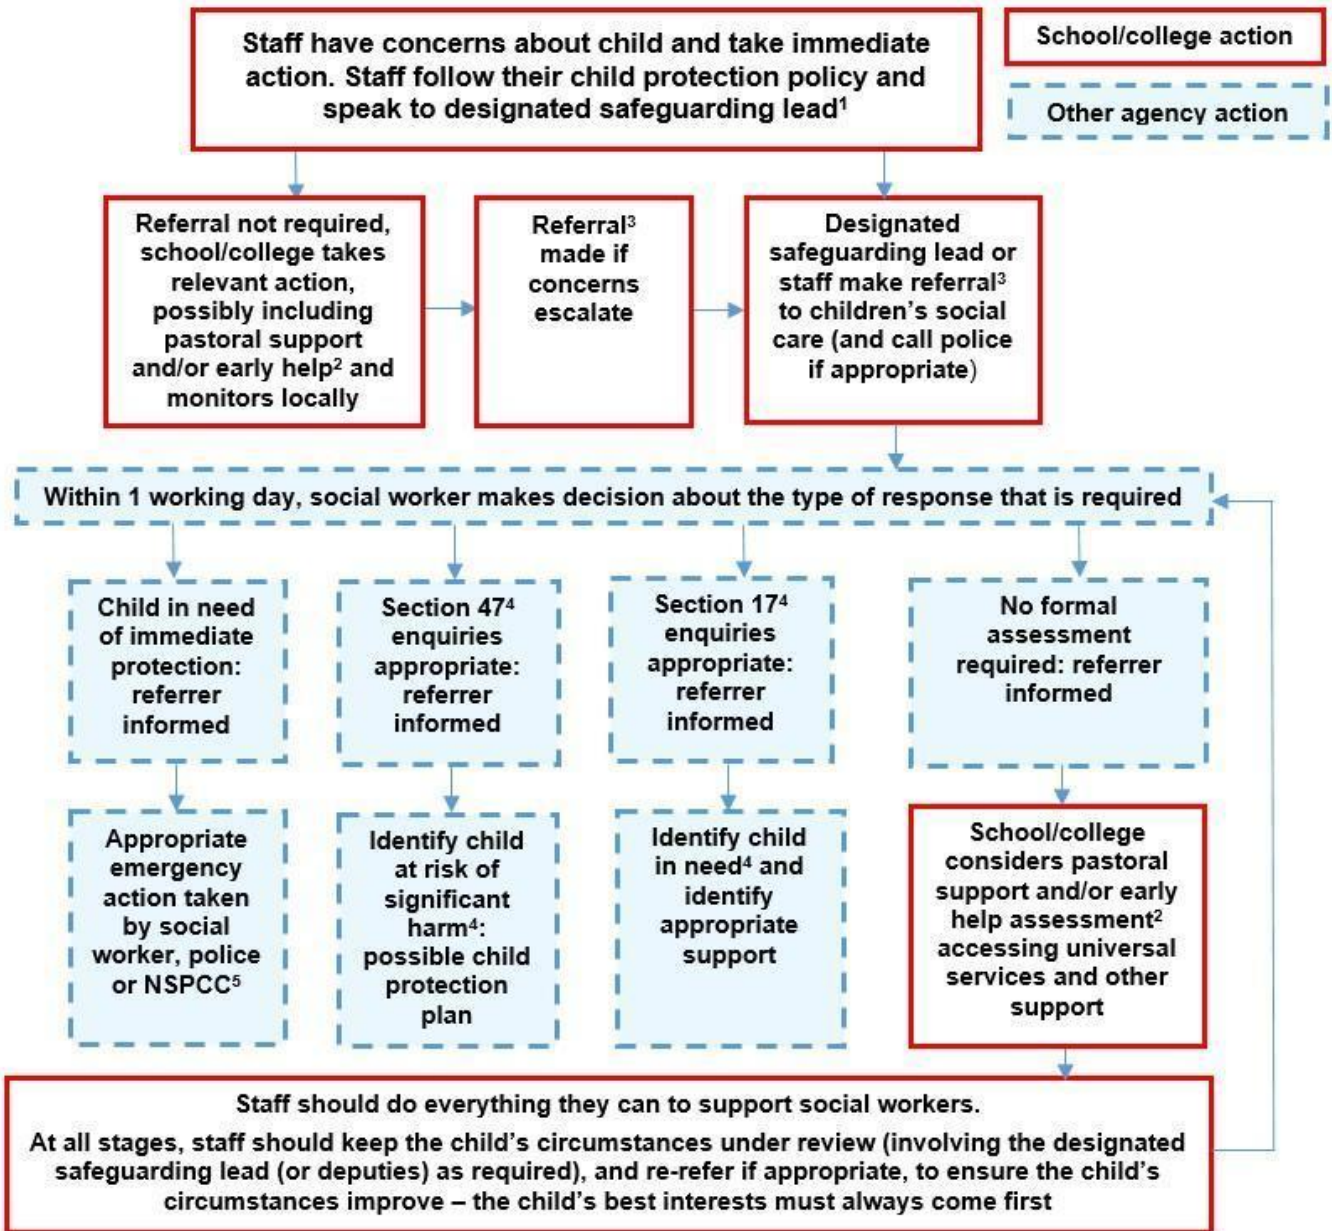 Staff have concerns about child and take immediate
action. Staff follow their child protection policy and
speak to designated safeguarding lead¹
School/college action
Other agency action
Referral not required,
school/college takes
relevant action,
possibly including
pastoral support
and/or early help² and
monitors locally
Referral³
made if
concerns
escalate
Designated
safeguarding lead or
staff make referral³
to children's social
care (and call police
if appropriate)
Within 1 working day, social worker makes decision about the type of response that is required
Child in need
of immediate
protection:
referrer
informed
Section 47⁴
enquiries
appropriate:
referrer
informed
Section 17⁴
enquiries
appropriate:
referrer
informed
No formal
assessment
required: referrer
informed
Appropriate
emergency
action taken
by social
worker, police
or NSPCC⁵
Identify child
at risk of
significant
harm⁴:
possible child
protection
plan
Identify child
in need⁴ and
identify
appropriate
support
School/college
considers pastoral
support and/or early
help assessment²
accessing universal
services and other
support
Staff should do everything they can to support social workers.
At all stages, staff should keep the child's circumstances under review (involving the designated
safeguarding lead (or deputies) as required), and re-refer if appropriate, to ensure the child's
circumstances improve – the child's best interests must always come first